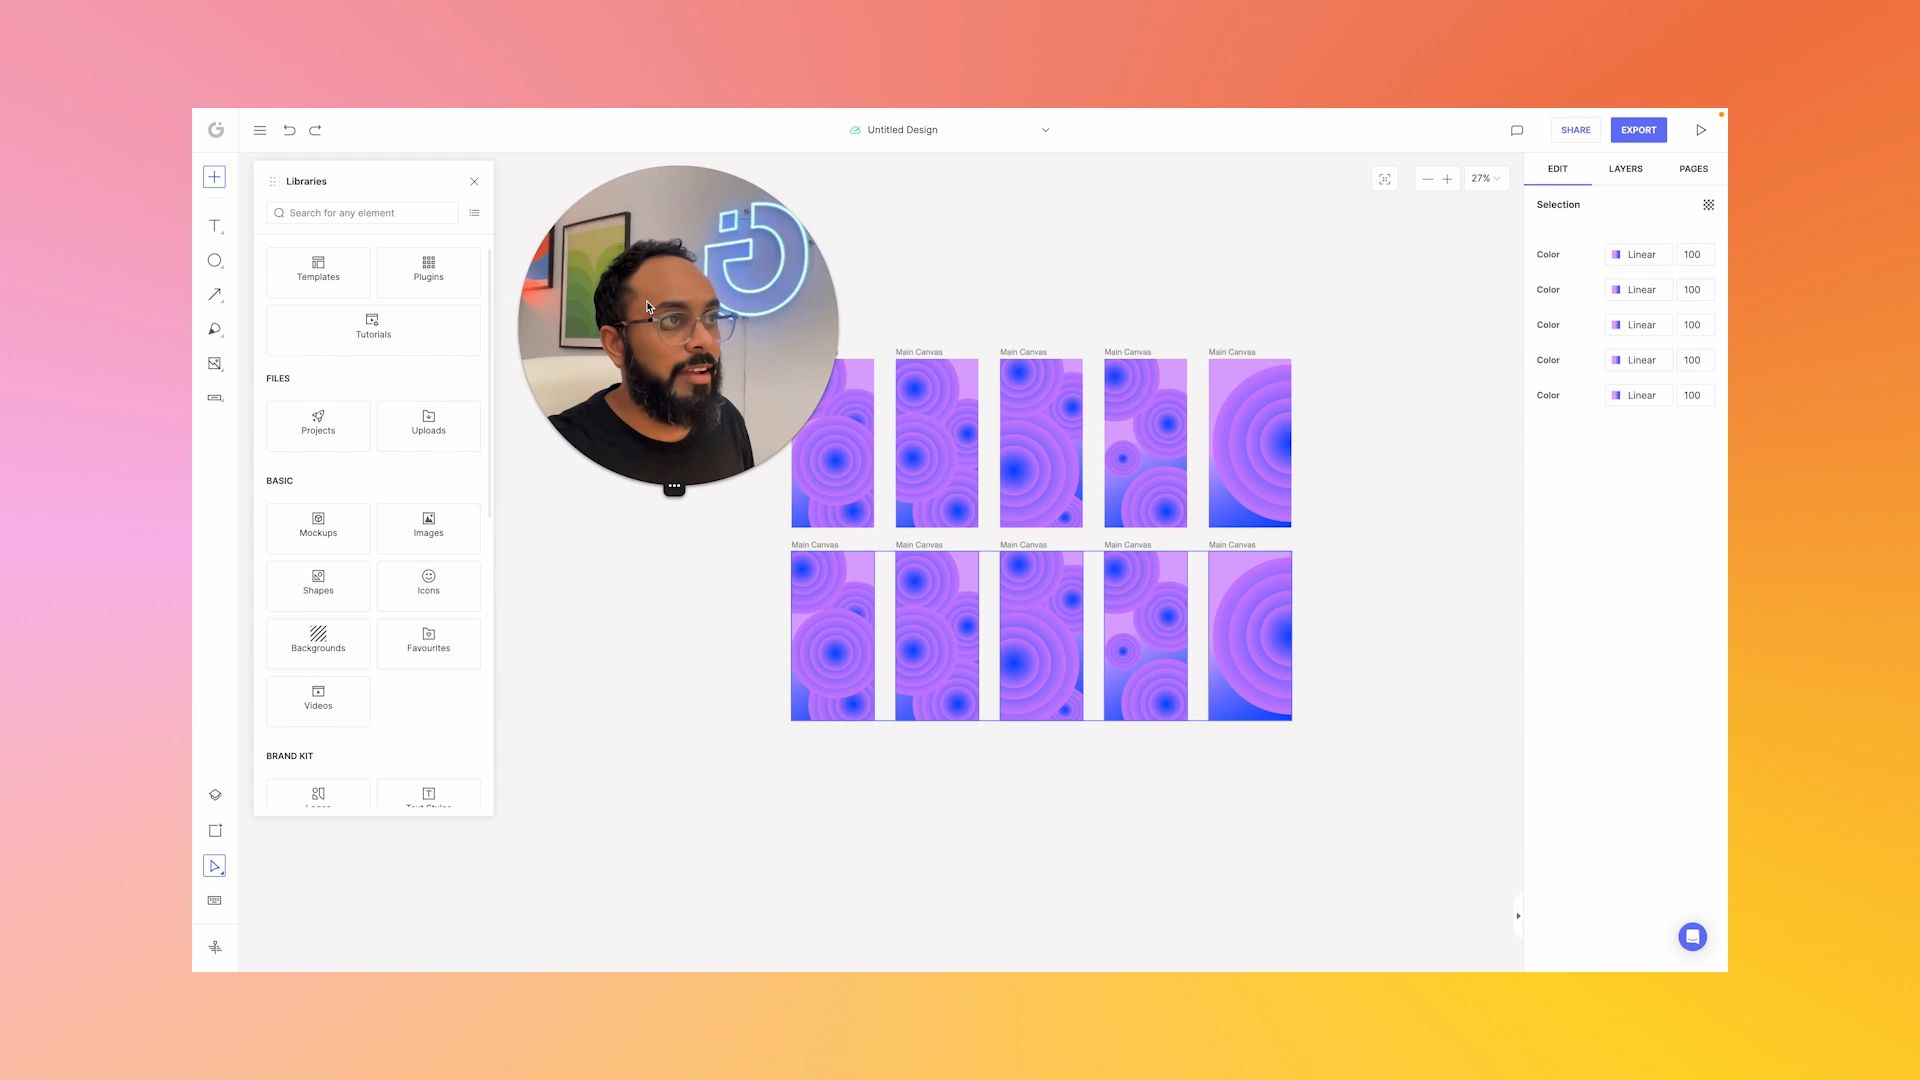 Untitled Design
SHARE
EXPORT
Libraries
Search for any element
Templates
Plugins
Tutorials
FILES
Projects
Uploads
BASIC
Mockups
Images
Shapes
Icons
Backgrounds
Favourites
Videos
BRAND KIT
27%
Main Canvas
Main Canvas
Main Canvas
Main Canvas
Main Canvas
Main Canvas
Main Canvas
Main Canvas
Main Canvas
EDIT
LAYERS
PAGES
Selection
Color
Linear
100
Color
Linear
100
Color
Linear
100
Color
Linear
100
Color
Linear
100